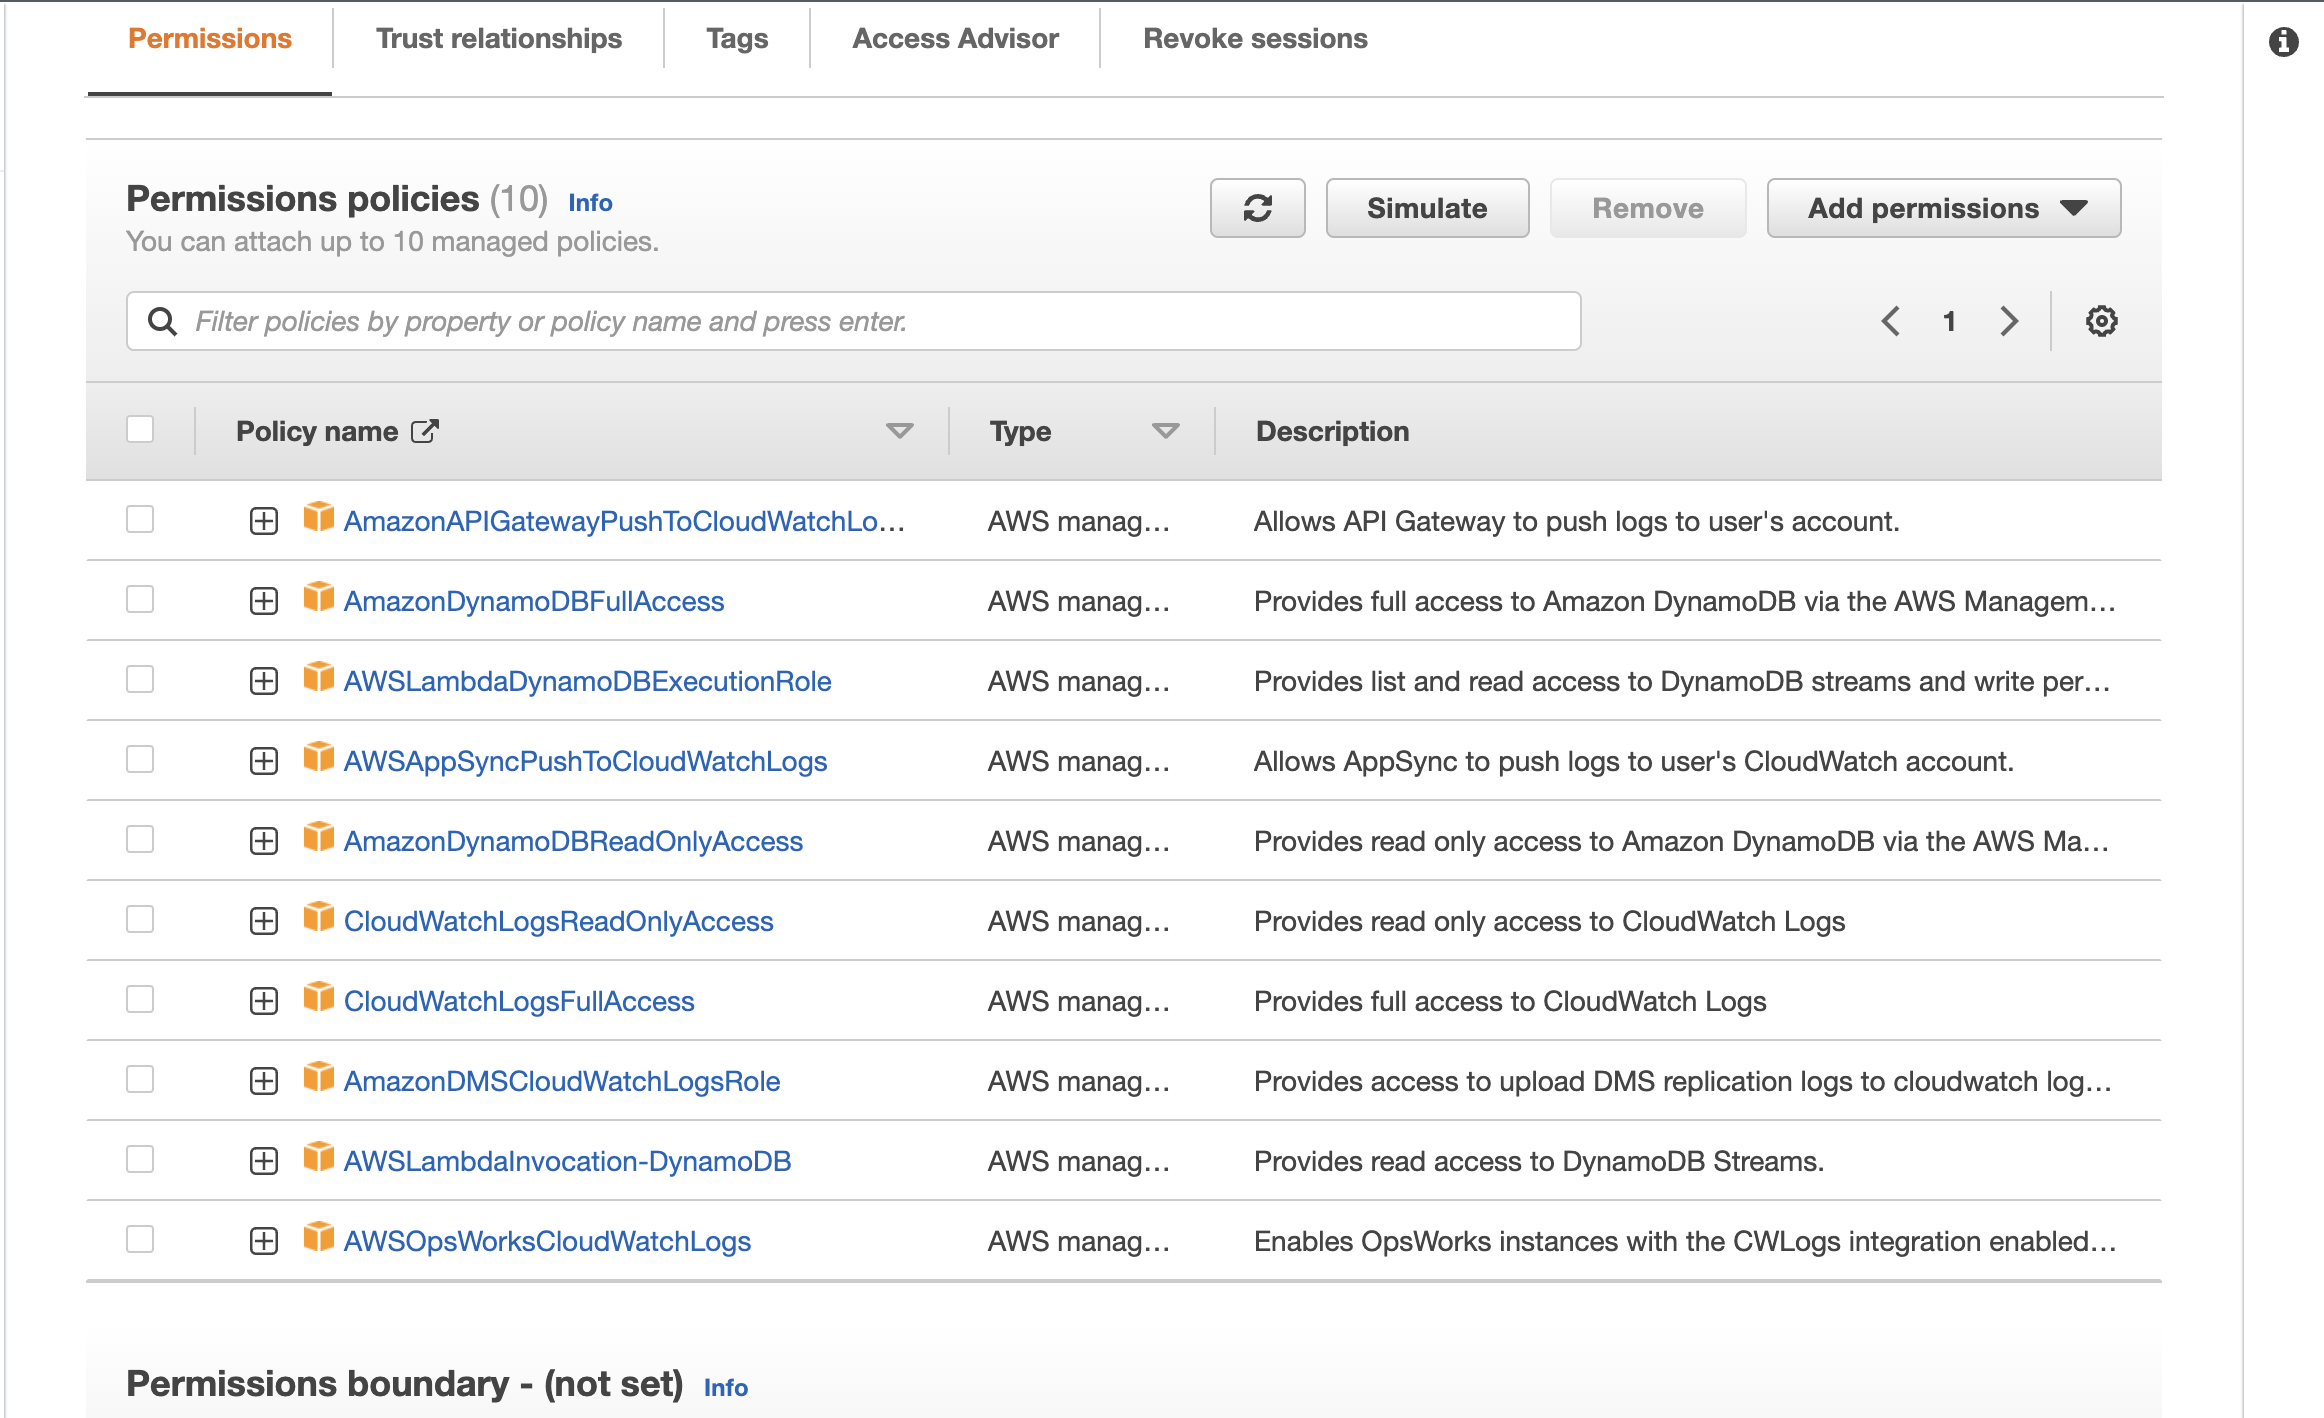 Permissions Trust relationships Tags Access Advisor Revoke sessions
Permissions policies (10) Info
You can attach up to 10 managed policies.
Simulate Remove Add permissions
Filter policies by property or policy name and press enter.
1
Policy name Type Description
AmazonAPIGatewayPushToCloudWatchLo... AWS manag... Allows API Gateway to push logs to user's account.
AmazonDynamoDBFullAccess AWS manag... Provides full access to Amazon DynamoDB via the AWS Managem...
AWSLambdaDynamoDBExecutionRole AWS manag... Provides list and read access to DynamoDB streams and write per...
AWSAppSyncPushToCloudWatchLogs AWS manag... Allows AppSync to push logs to user's CloudWatch account.
AmazonDynamoDBReadOnlyAccess AWS manag... Provides read only access to Amazon DynamoDB via the AWS Ma...
CloudWatchLogsReadOnlyAccess AWS manag... Provides read only access to CloudWatch Logs
CloudWatchLogsFullAccess AWS manag... Provides full access to CloudWatch Logs
AmazonDMSCloudWatchLogsRole AWS manag... Provides access to upload DMS replication logs to cloudwatch log...
AWSLambdaInvocation-DynamoDB AWS manag... Provides read access to DynamoDB Streams.
AWSOpsWorksCloudWatchLogs AWS manag... Enables OpsWorks instances with the CWLogs integration enabled...
Permissions boundary - (not set) Info